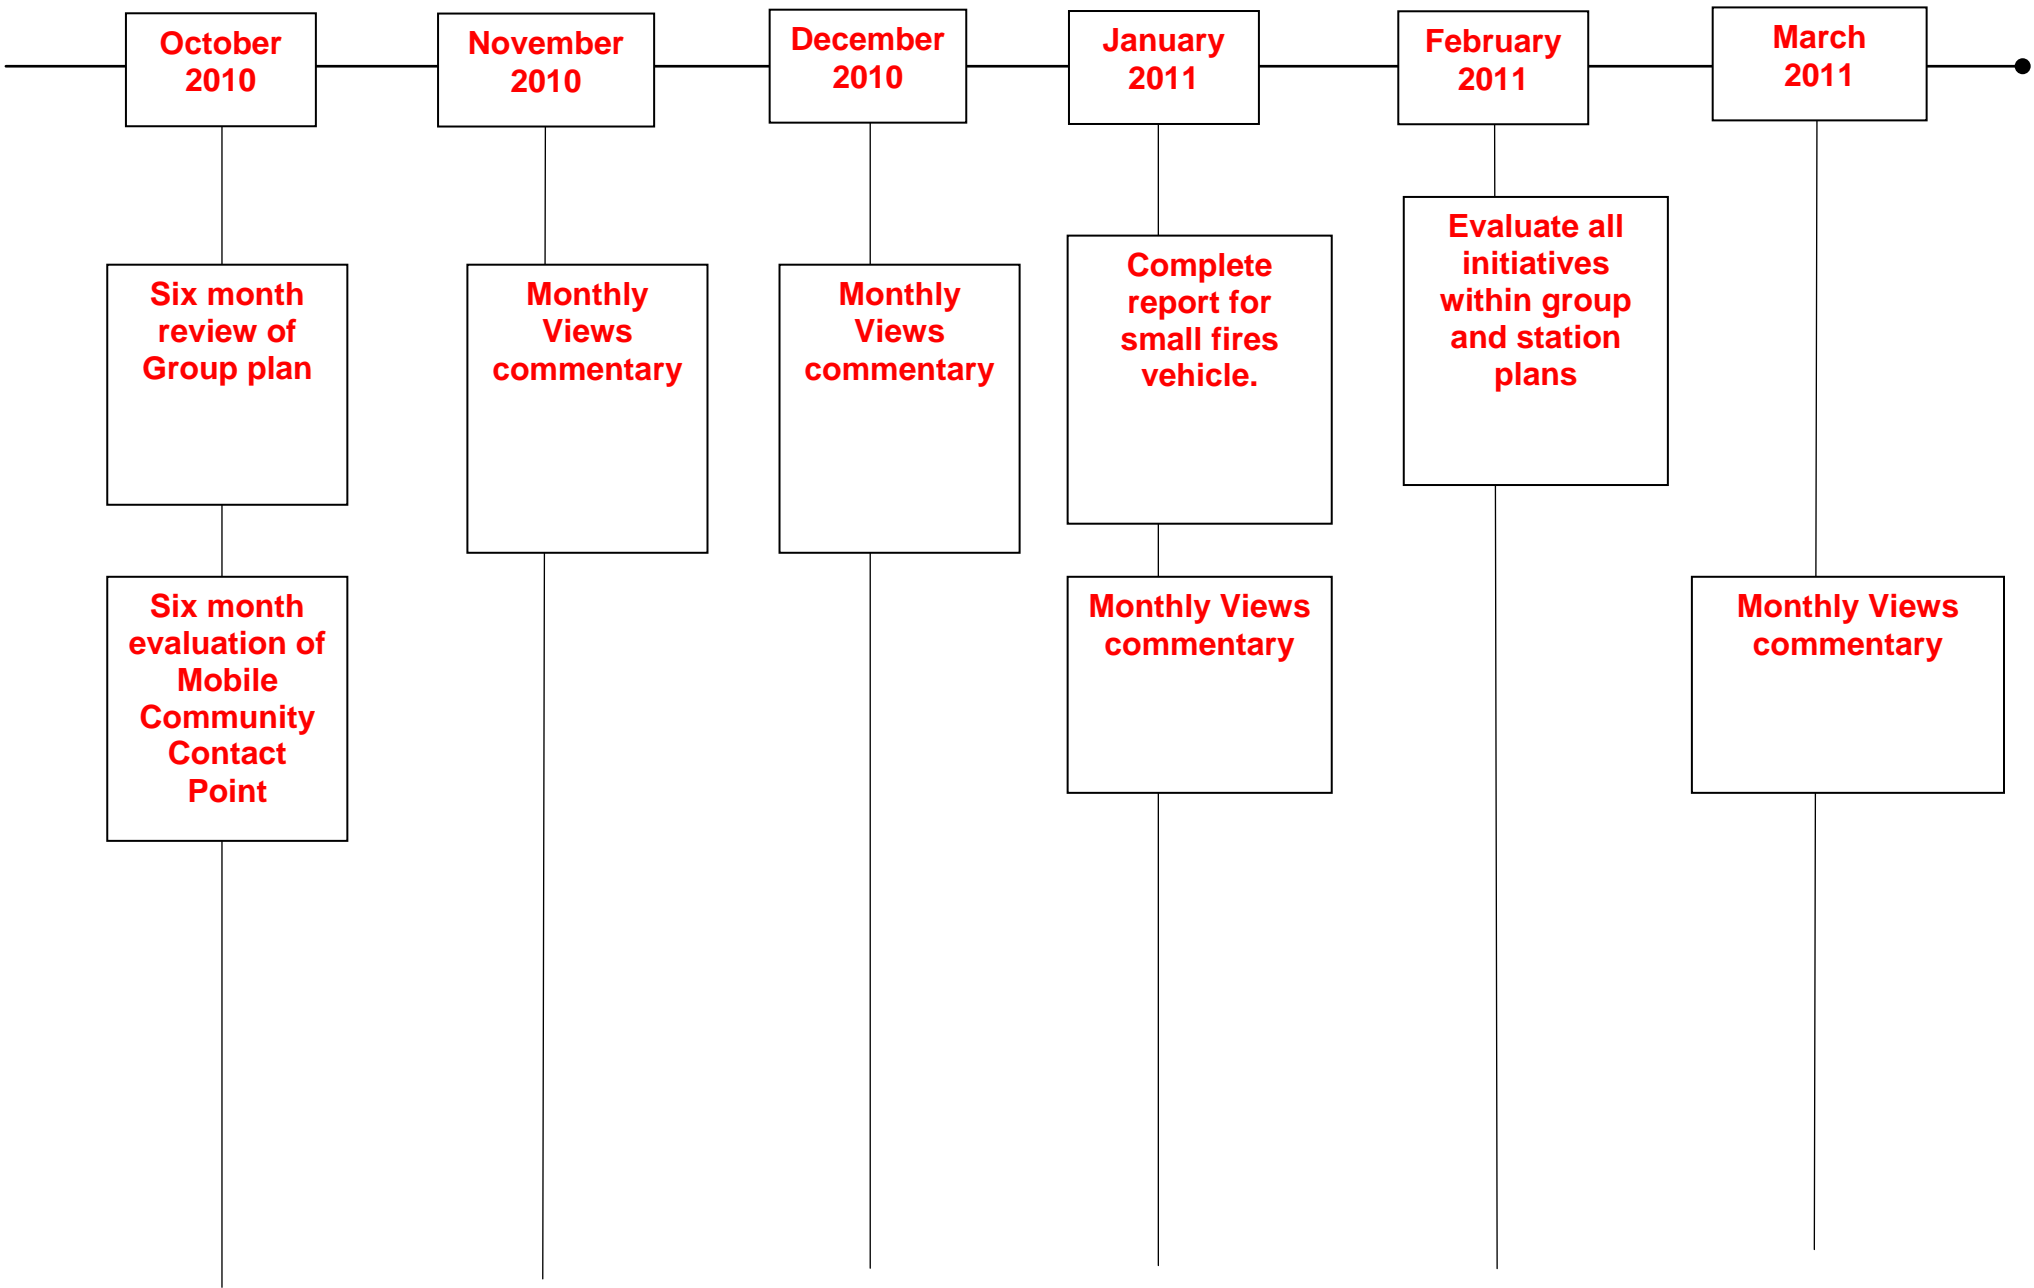 October
2010
November
2010
December
2010
January
2011
February
2011
March
2011
Six month
review of
Group plan
Six month
evaluation of
Mobile
Community
Contact
Point
Monthly
Views
commentary
Monthly
Views
commentary
Complete
report for
small fires
vehicle.
Monthly Views
commentary
Evaluate all
initiatives
within group
and station
plans
Monthly Views
commentary